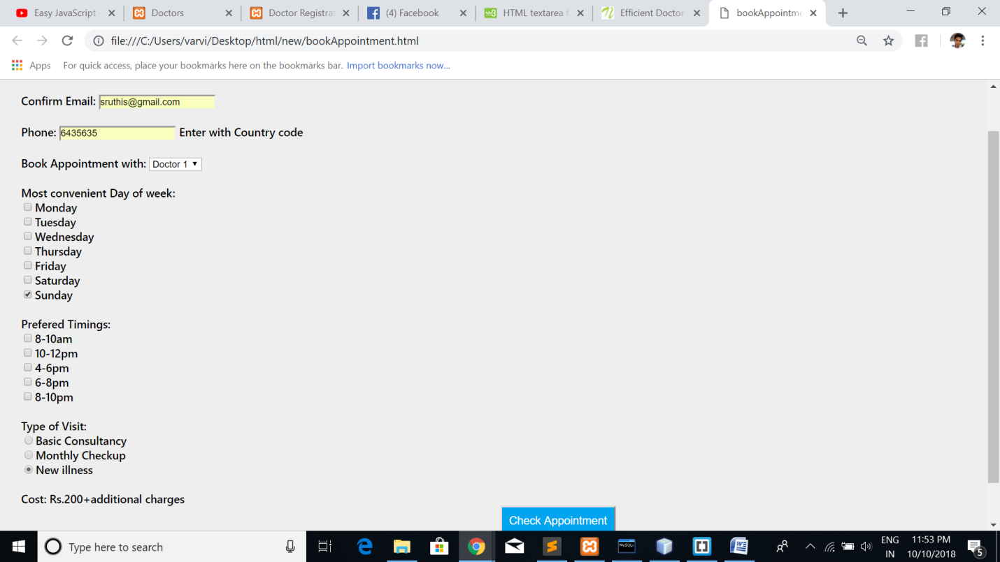 Easy JavaScript
Doctors
Doctor Registrat
(4) Facebook
HTML textarea t
Efficient Doctor
bookAppointme
file:///C:/Users/varvi/Desktop/html/new/bookAppointment.html
Apps For quick access, place your bookmarks here on the bookmarks bar. Import bookmarks now...
Confirm Email: sruthis@gmail.com
Phone: 6435635 Enter with Country code
Book Appointment with: Doctor 1
Most convenient Day of week:
Monday
Tuesday
Wednesday
Thursday
Friday
Saturday
Sunday
Prefered Timings:
8-10am
10-12pm
4-6pm
6-8pm
8-10pm
Type of Visit:
Basic Consultancy
Monthly Checkup
New illness
Cost: Rs.200+additional charges
Check Appointment
Type here to search
MySQL
ENG
IN
11:53 PM
10/10/2018
5